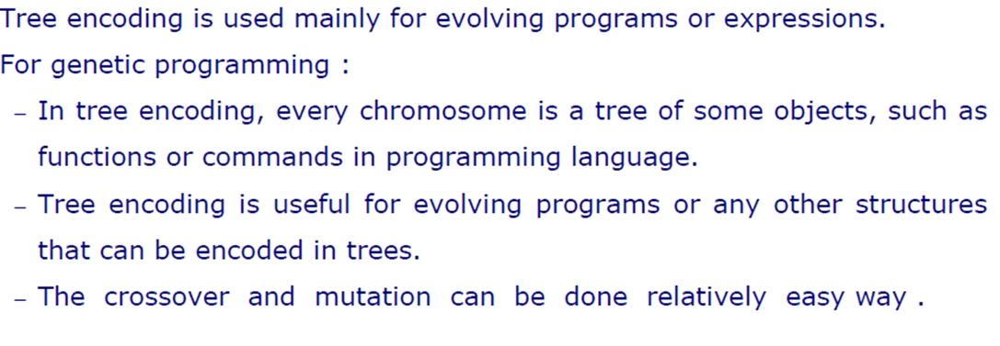 Tree encoding is used mainly for evolving programs or expressions.
For genetic programming :
– In tree encoding, every chromosome is a tree of some objects, such as
functions or commands in programming language.
– Tree encoding is useful for evolving programs or any other structures
that can be encoded in trees.
– The crossover and mutation can be done relatively easy way .